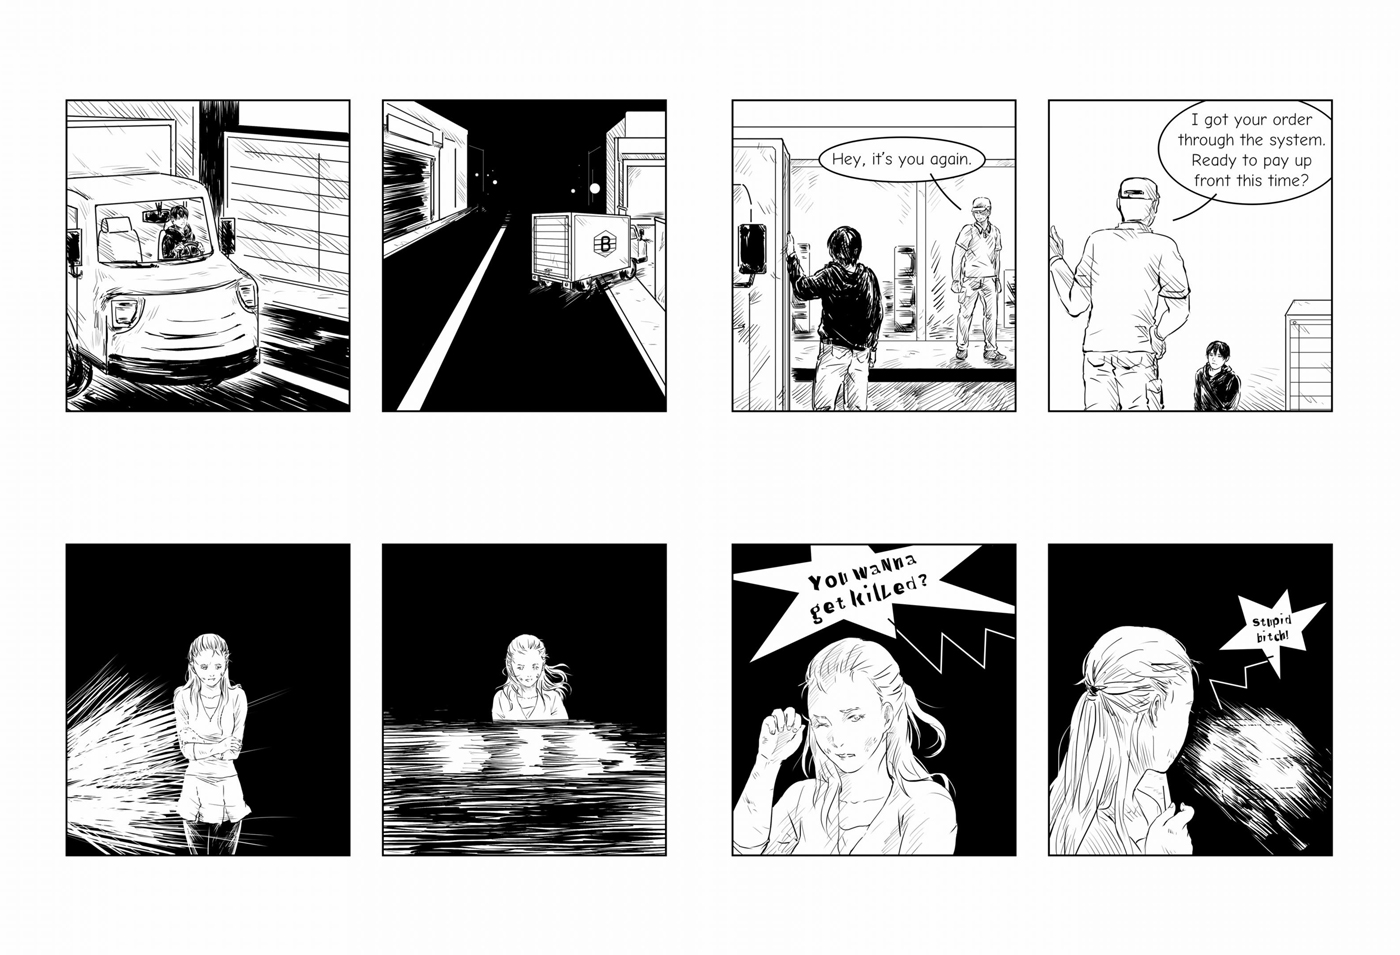 B
Hey, it's you again.
I got your order
through the system.
Ready to pay up
front this time?
You wanna
get killed?
stupid
bitch!